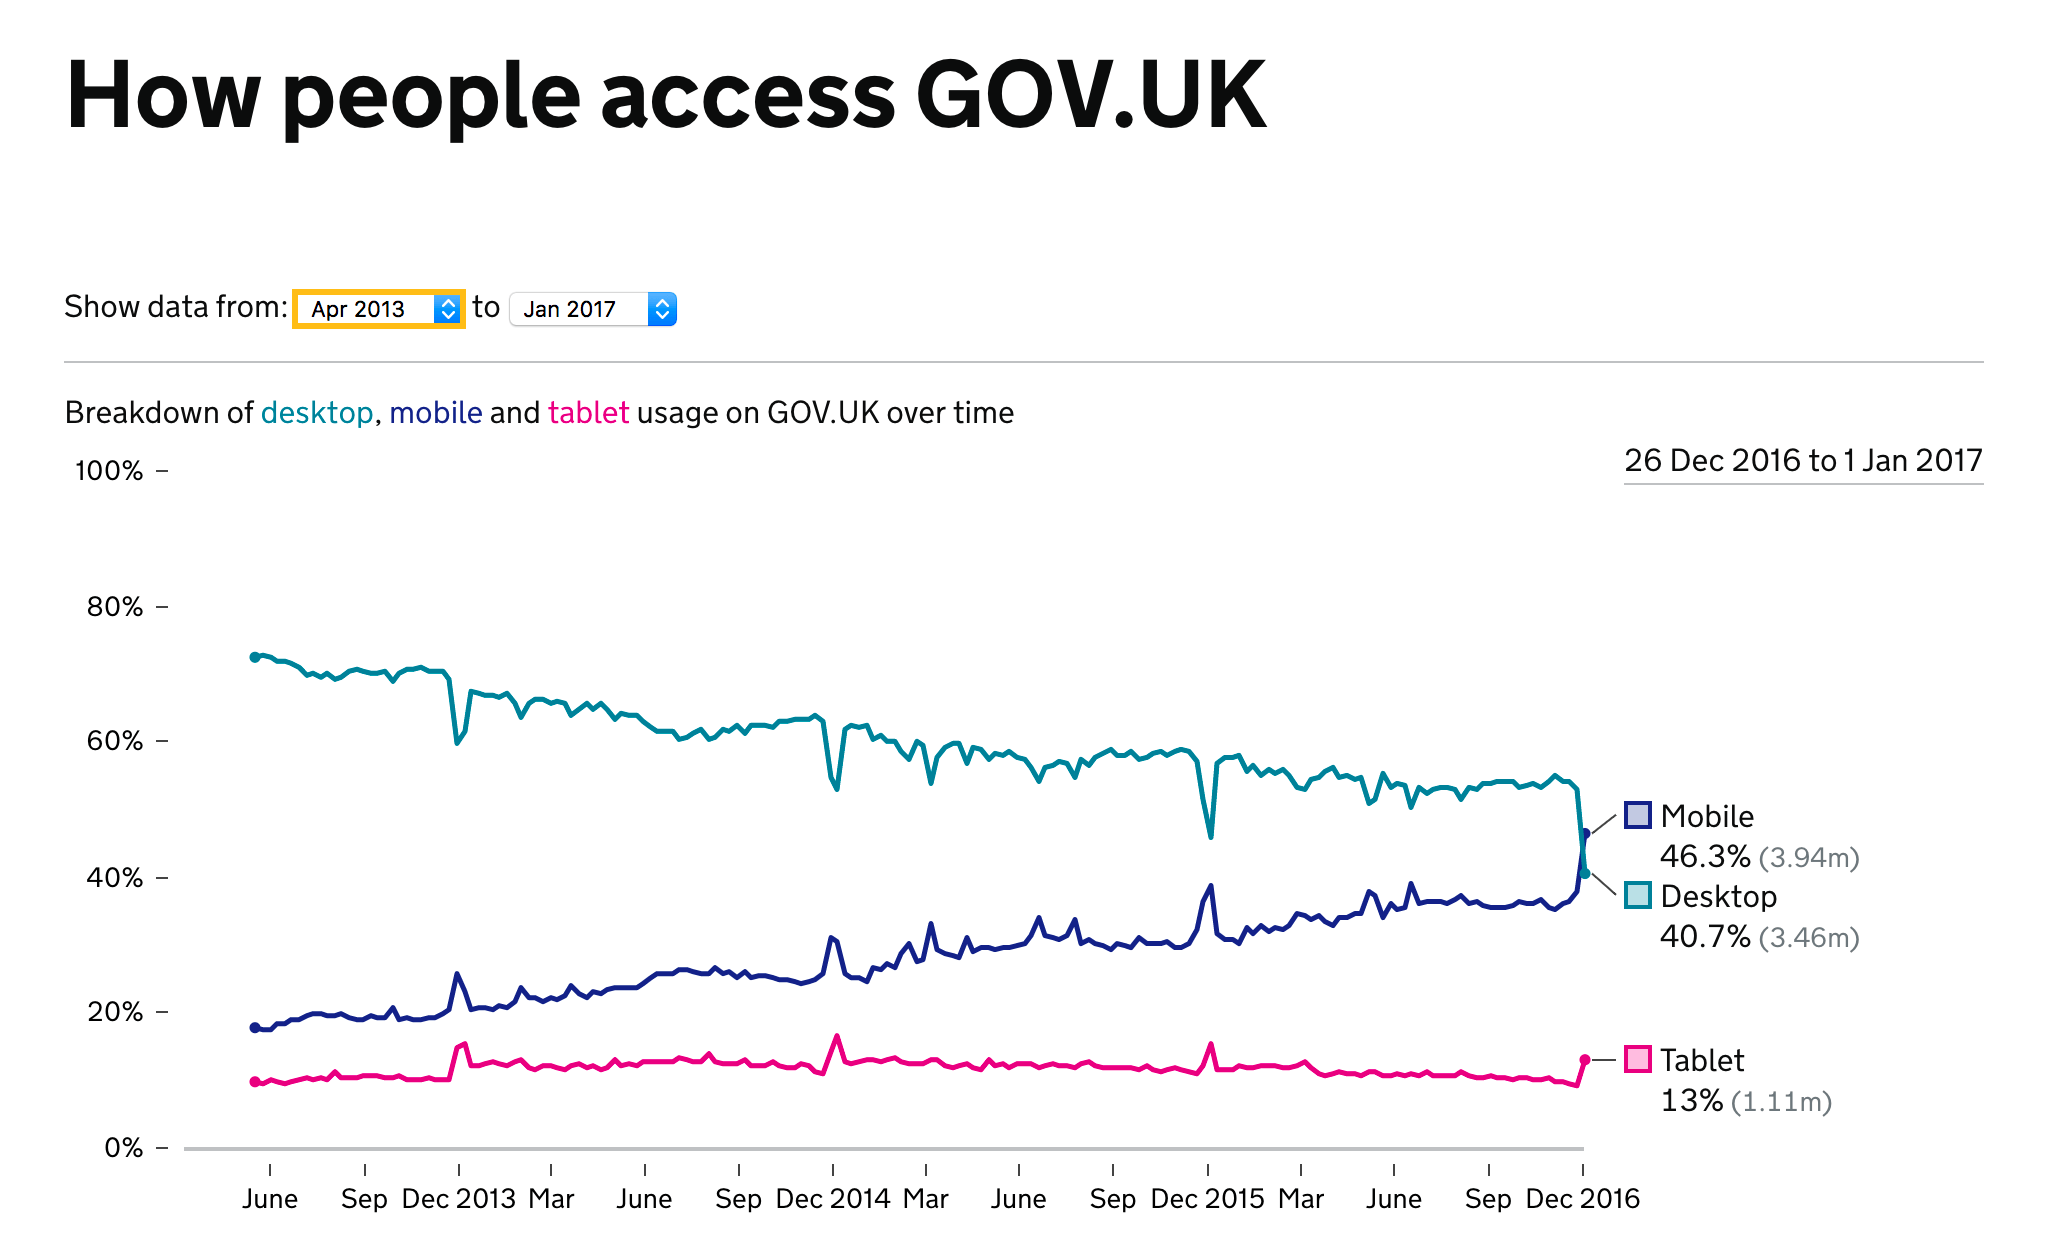 How people access GOV.UK
Show data from: Apr 2013 to Jan 2017
Breakdown of desktop, mobile and tablet usage on GOV.UK over time
26 Dec 2016 to 1 Jan 2017
100%
80%
60%
40%
20%
0%
Mobile
46.3% (3.94m)
Desktop
40.7% (3.46m)
Tablet
13% (1.11m)
June Sep Dec 2013 Mar June Sep Dec 2014 Mar June Sep Dec 2015 Mar June Sep Dec 2016